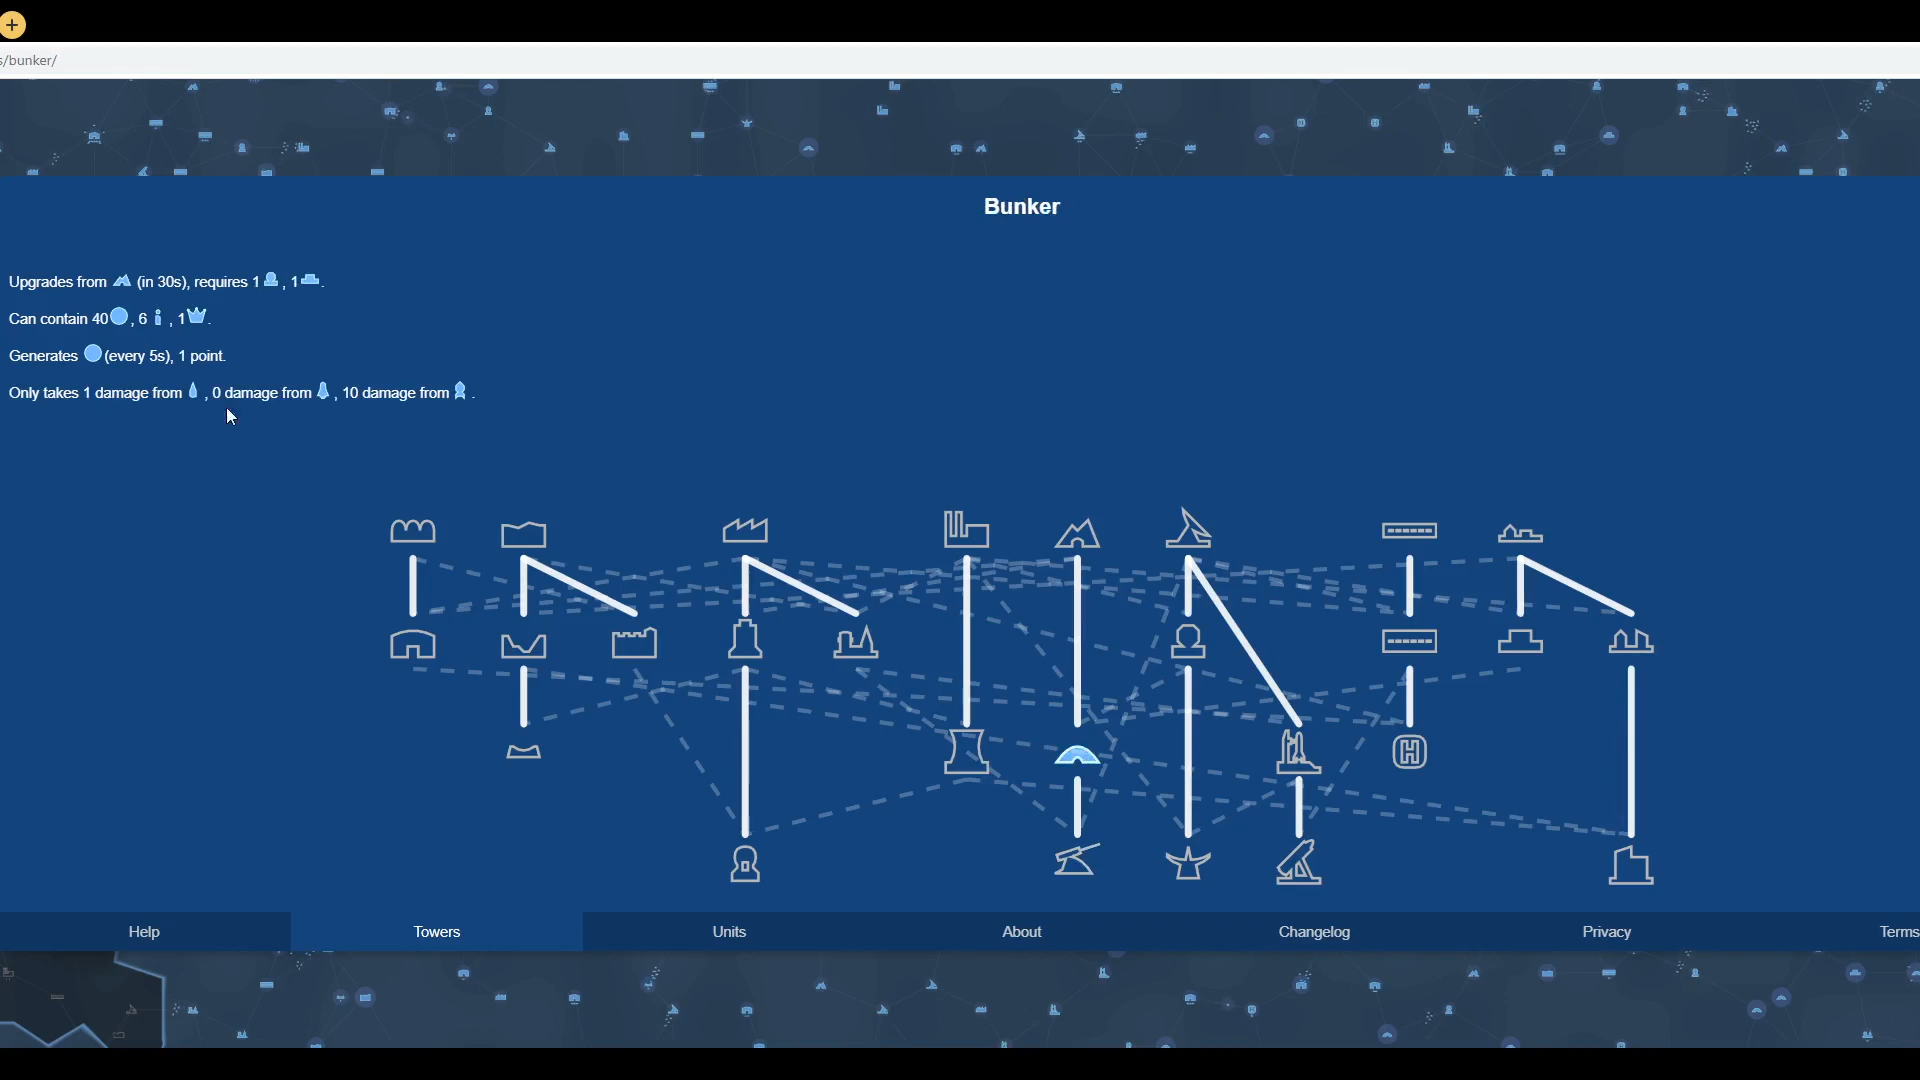 s/bunker/
Bunker
Upgrades from (in 30s), requires 1 , 1 .
Can contain 40 , 6 , 1 .
Generates (every 5s), 1 point.
Only takes 1 damage from , 0 damage from , 10 damage from .
H
Help Towers Units About Changelog Privacy Terms